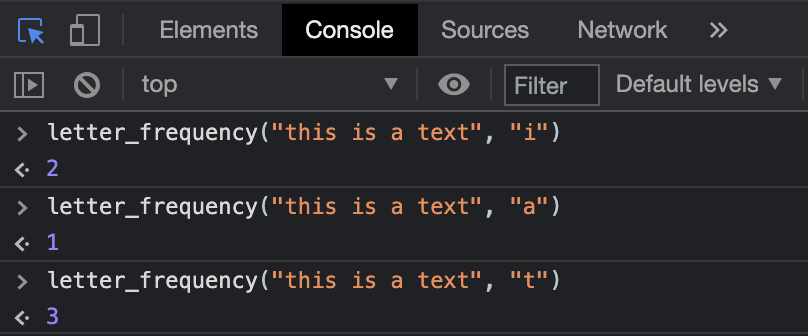 Elements Console Sources Network »
top ▼ Filter Default levels ▼
> letter_frequency("this is a text", "i")
<· 2
> letter_frequency("this is a text", "a")
<· 1
> letter_frequency("this is a text", "t")
<· 3